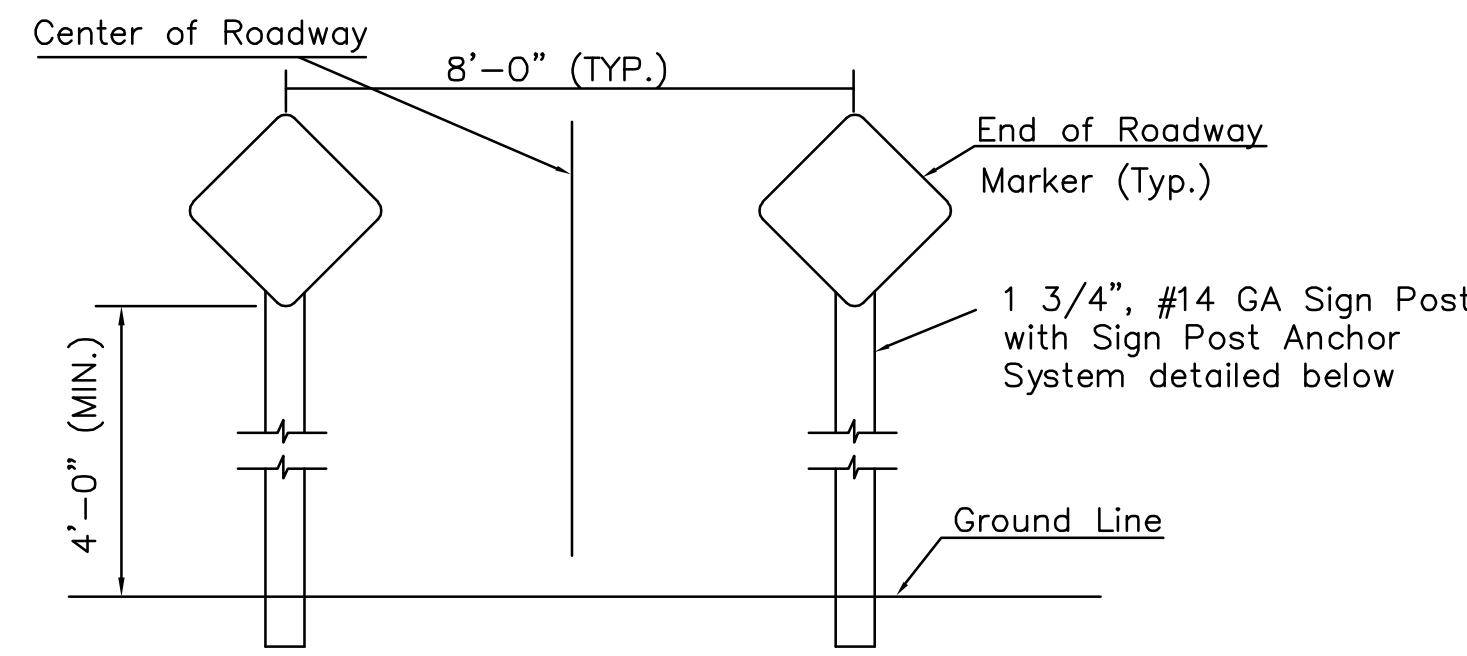 Center of Roadway
8'-0" (TYP.)
End of Roadway
Marker (Typ.)
1 3/4", #14 GA Sign Post
with Sign Post Anchor
System detailed below
4'-0" (MIN.)
Ground Line